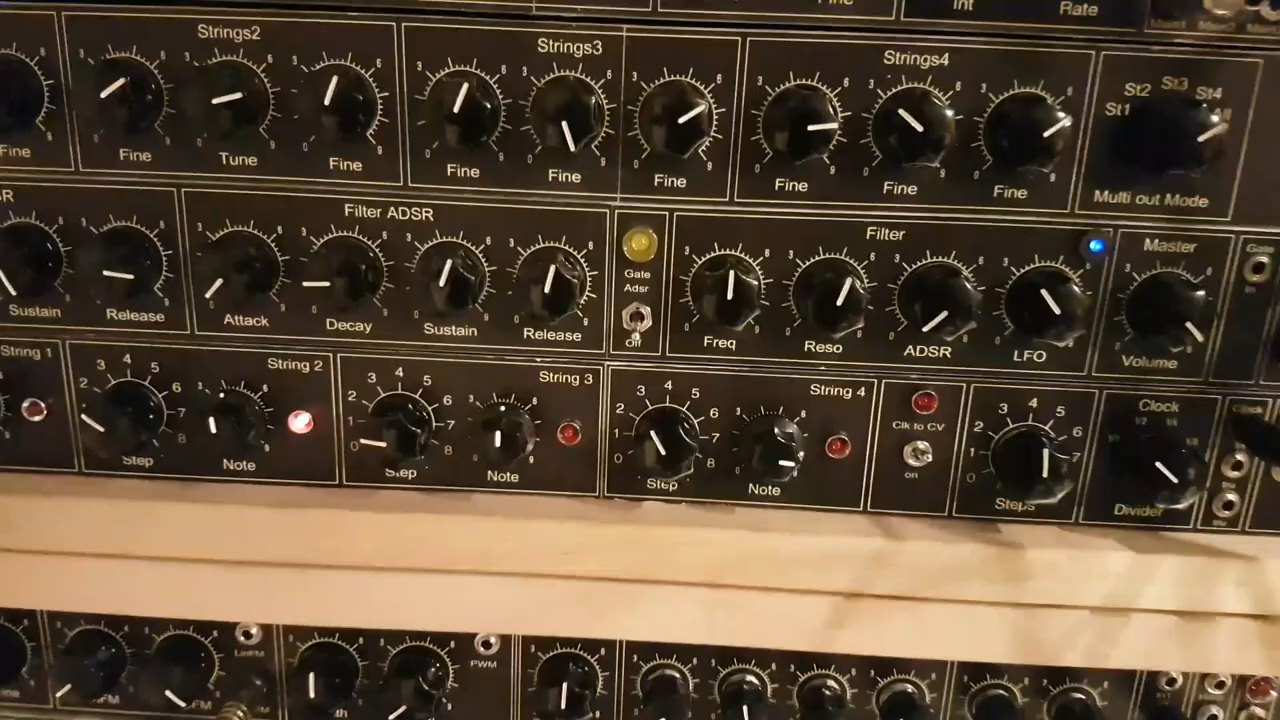 Fine
Int
Rate
Strings2
Strings3
Strings4
St1
St2
St3
St4
All
Fine
Fine
Tune
Fine
Fine
Fine
Fine
Fine
Fine
Fine
Multi out Mode
Filter ADSR
Filter
Master
Gate
Gate
Adsr
Off
Sustain
Release
Attack
Decay
Sustain
Release
Freq
Reso
ADSR
LFO
Volume
String 1
String 2
String 3
String 4
Clk to CV
on
Clock
Step
Note
Step
Note
Step
Note
Steps
Divider
PWM